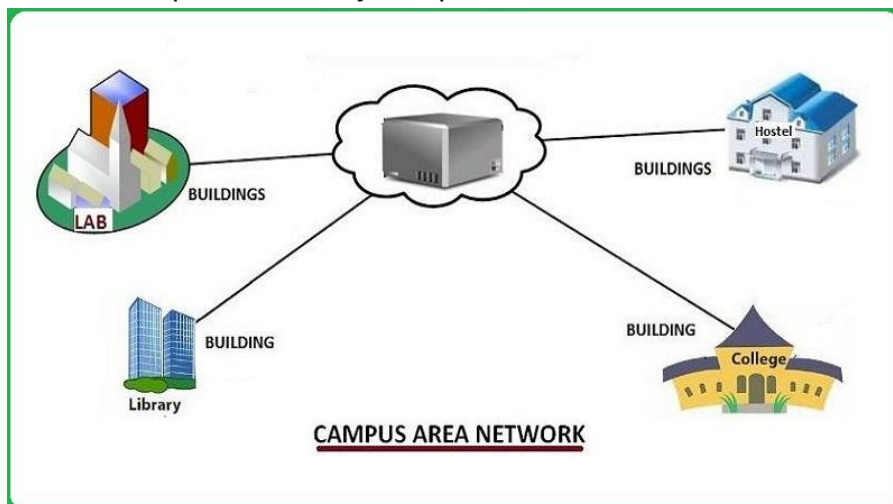 Hostel
BUILDINGS
BUILDINGS
LAB
BUILDING
BUILDING
College
Library
CAMPUS AREA NETWORK